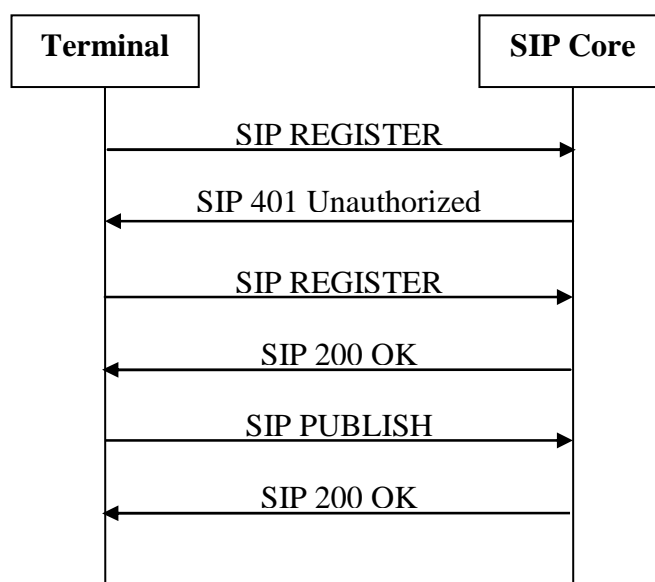 Terminal
SIP Core
SIP REGISTER
SIP 401 Unauthorized
SIP REGISTER
SIP 200 OK
SIP PUBLISH
SIP 200 OK